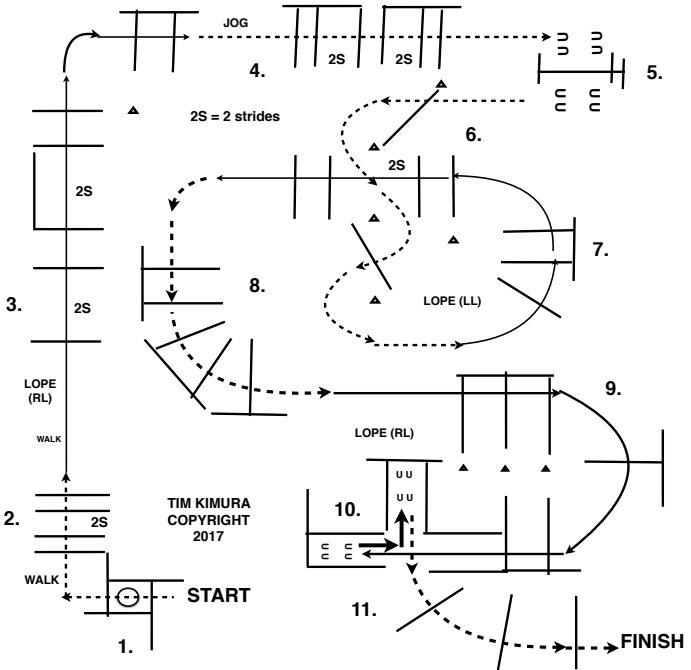 JOG
4.
2S
2S
5.
2S = 2 strides
6.
2S
2S
7.
8.
3.
2S
LOPE (LL)
LOPE
(RL)
9.
WALK
LOPE (RL)
U U
2.
2S
TIM KIMURA
COPYRIGHT
2017
10.
U U
WALK
START
11.
1.
FINISH